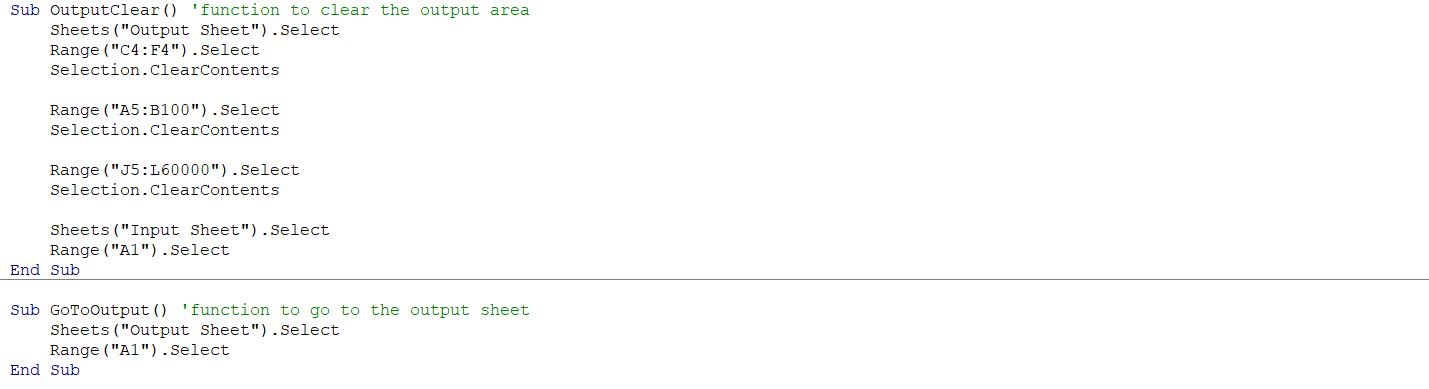 Sub OutputClear() 'function to clear the output area
Sheets("Output Sheet").Select
Range("C4:F4").Select
Selection.ClearContents
Range("A5:B100").Select
Selection.ClearContents
Range("J5:L60000").Select
Selection.ClearContents
Sheets("Input Sheet").Select
Range("A1").Select
End Sub
Sub GoToOutput() 'function to go to the output sheet
Sheets("Output Sheet").Select
Range("A1").Select
End Sub